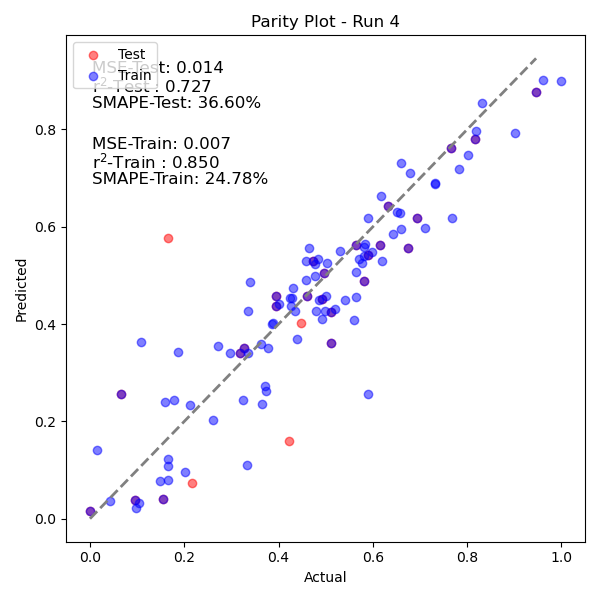 Parity Plot - Run 4
Test
Train
MSE-Test: 0.014
r²-Test : 0.727
SMAPE-Test: 36.60%
MSE-Train: 0.007
r²-Train : 0.850
SMAPE-Train: 24.78%
Predicted
0.8
0.6
0.4
0.2
0.0
0.0 0.2 0.4 0.6 0.8 1.0
Actual